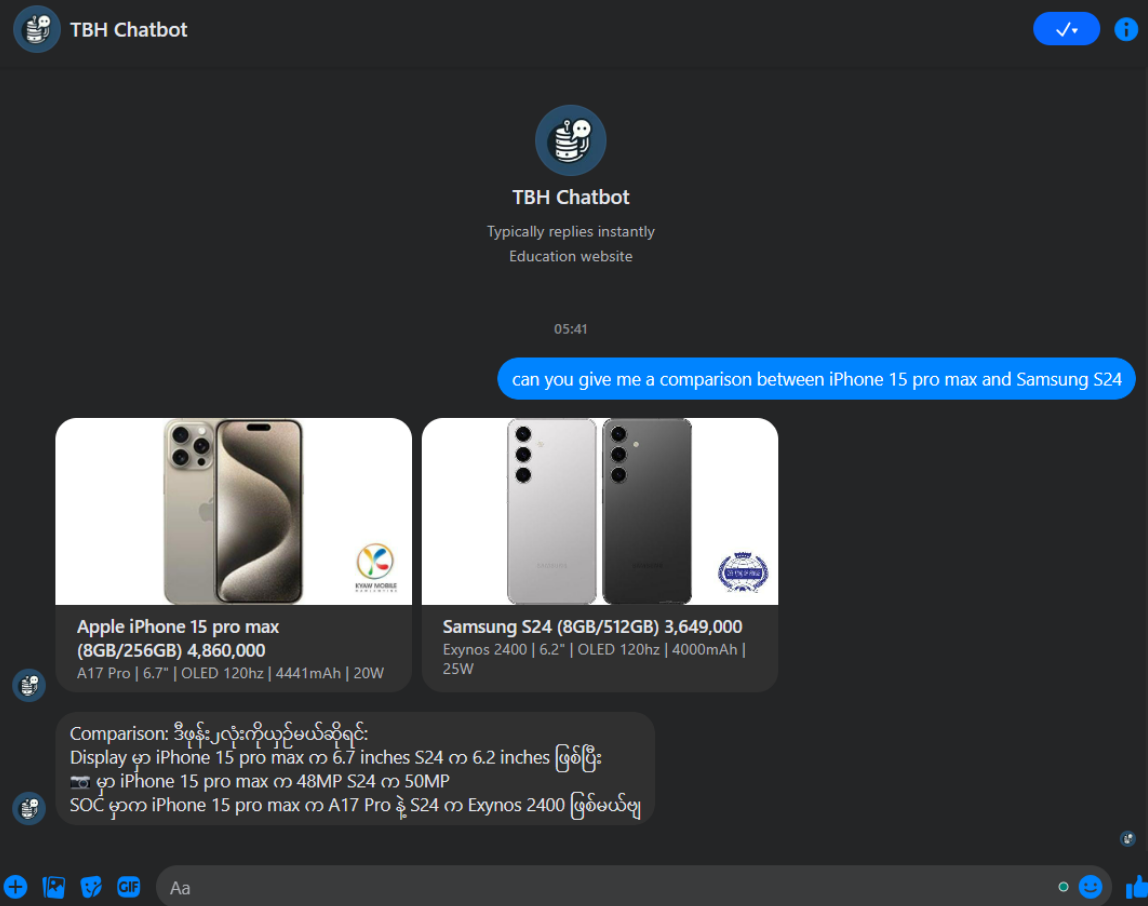 TBH Chatbot
TBH Chatbot
Typically replies instantly
Education website
05:41
can you give me a comparison between iPhone 15 pro max and Samsung S24
KYAW MOBILE
Apple iPhone 15 pro max
(8GB/256GB) 4,860,000
A17 Pro | 6.7" | OLED 120hz | 4441mAh | 20W
Samsung S24 (8GB/512GB) 3,649,000
Exynos 2400 | 6.2" | OLED 120hz | 4000mAh |
25W
Comparison: ဒီဖုန်း၂လုံးကိုယှဉ်မယ်ဆိုရင်:
Display မှာ iPhone 15 pro max က 6.7 inches S24 က 6.2 inches ဖြစ်ပြီး
📷 မှာ iPhone 15 pro max က 48MP S24 က 50MP
SOC မှာက iPhone 15 pro max က A17 Pro နဲ့ S24 က Exynos 2400 ဖြစ်မယ်ဗျ
GIF
Aa